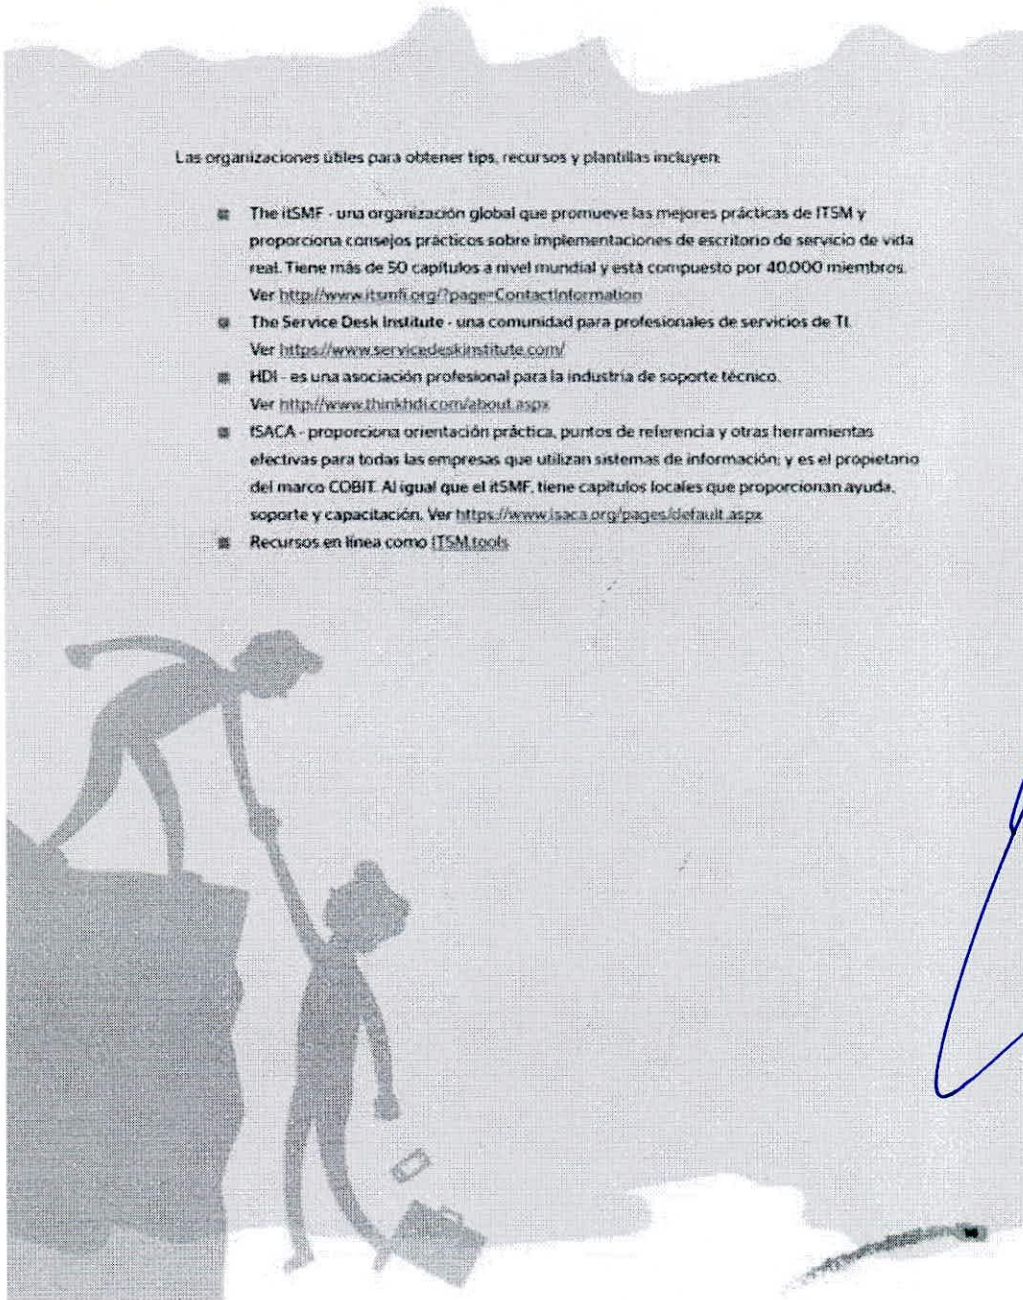 Las organizaciones útiles para obtener tips, recursos y plantillas incluyen:
The itSMF - una organización global que promueve las mejores prácticas de ITSM y
proporciona consejos prácticos sobre implementaciones de escritorio de servicio de vida
real. Tiene más de 50 capítulos a nivel mundial y está compuesto por 40,000 miembros.
Ver http://www.itsmfi.org/?page=ContactInformation
The Service Desk Institute - una comunidad para profesionales de servicios de TI.
Ver https://www.servicedeskinstitute.com/
HDI - es una asociación profesional para la industria de soporte técnico.
Ver http://www.thinkhdi.com/about.aspx
ISACA - proporciona orientación práctica, puntos de referencia y otras herramientas
efectivas para todas las empresas que utilizan sistemas de información; y es el propietario
del marco COBIT. Al igual que el itSMF, tiene capítulos locales que proporcionan ayuda,
soporte y capacitación. Ver https://www.isaca.org/pages/default.aspx
Recursos en línea como ITSM.tools